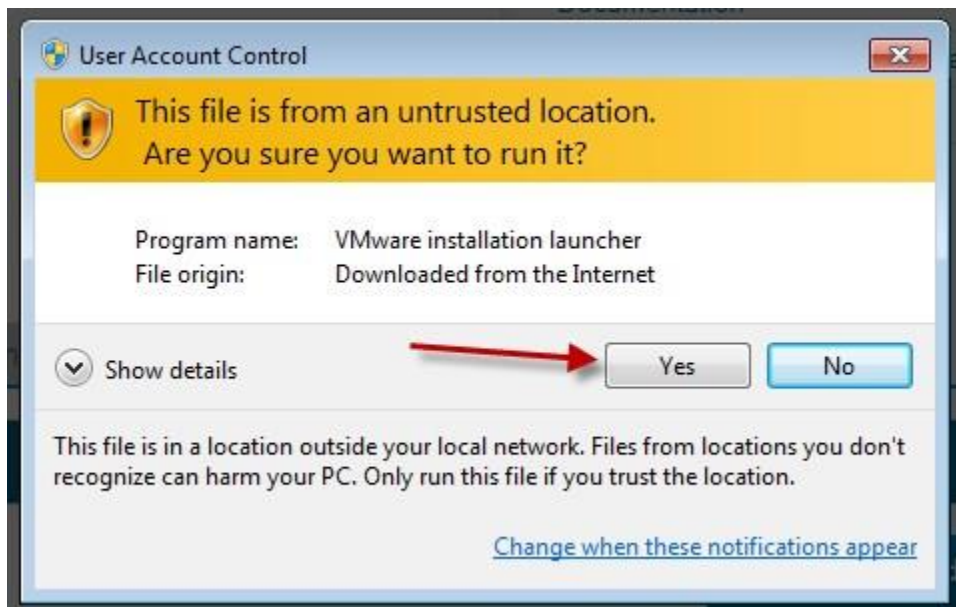 Documentation
User Account Control
This file is from an untrusted location.
Are you sure you want to run it?
Program name: VMware installation launcher
File origin: Downloaded from the Internet
Show details
Yes
No
This file is in a location outside your local network. Files from locations you don't
recognize can harm your PC. Only run this file if you trust the location.
Change when these notifications appear